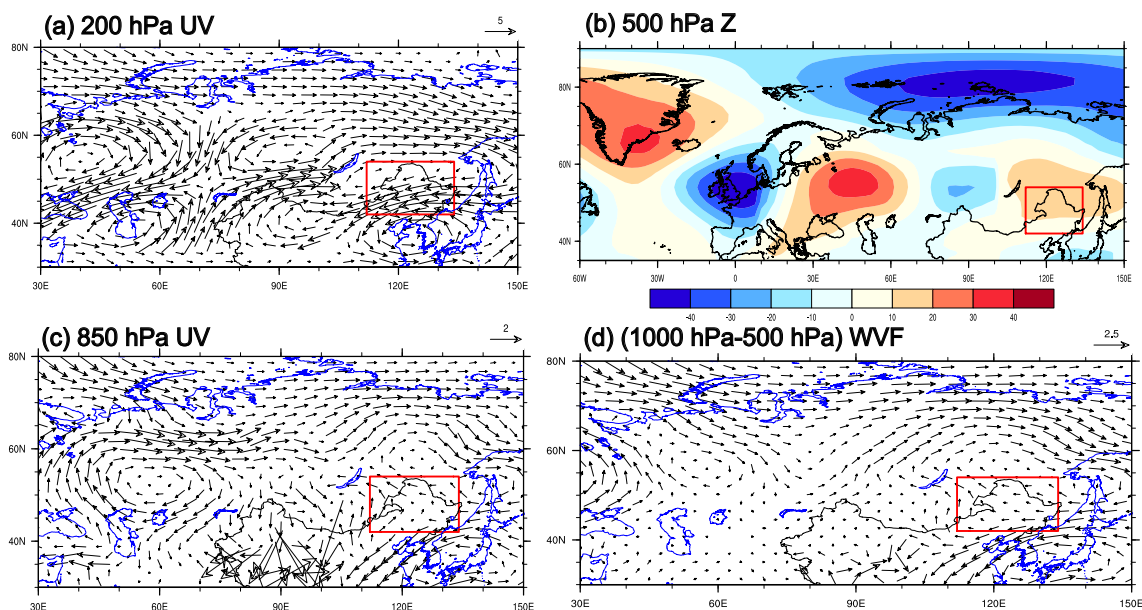 (a) 200 hPa UV
5
80N
60N
40N
30E 60E 90E 120E 150E
(b) 500 hPa Z
80N
60N
40N
60W 30W 0 30E 60E 90E 120E 150E
-40 -30 -20 -10 0 10 20 30 40
(c) 850 hPa UV
2
80N
60N
40N
30E 60E 90E 120E 150E
(d) (1000 hPa-500 hPa) WVF
2.5
80N
60N
40N
30E 60E 90E 120E 150E